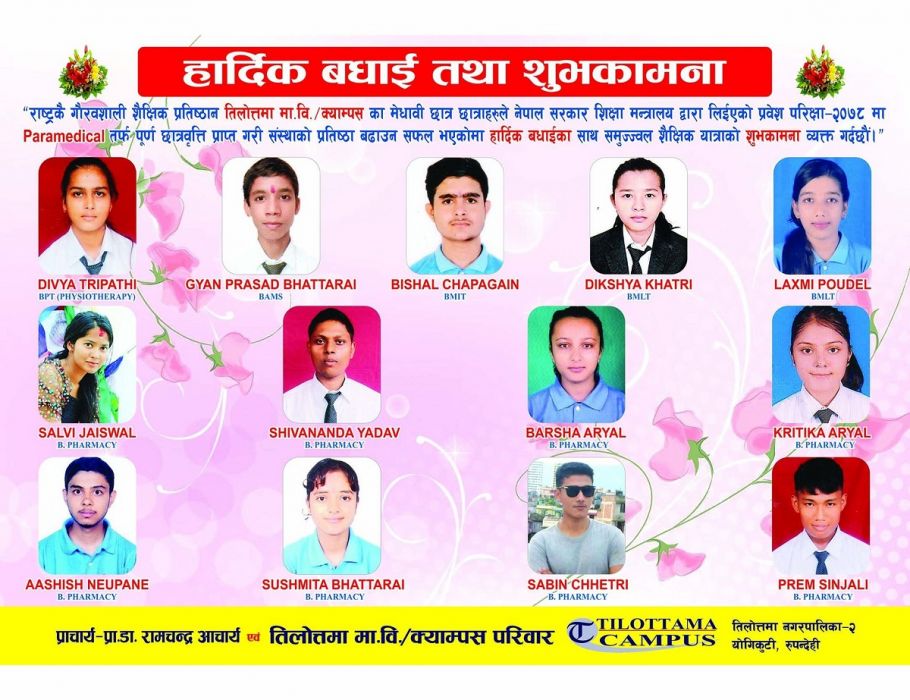 हार्दिक बधाई तथा शुभकामना
“राष्ट्रकै गौरवशाली शैक्षिक प्रतिष्ठान तिलोत्तमा मा.वि./क्याम्पस का मेधावी छात्र छात्राहरुले नेपाल सरकार शिक्षा मन्त्रालय द्वारा लिईएको प्रवेश परिक्षा-२०७८ मा
Paramedical तर्फ पूर्ण छात्रवृत्ति प्राप्त गरी संस्थाको प्रतिष्ठा बढाउन सफल भएकोमा हार्दिक बधाईका साथ समुज्ज्वल शैक्षिक यात्राको शुभकामना व्यक्त गर्दछौं।”
DIVYA TRIPATHI GYAN PRASAD BHATTARAI BISHAL CHAPAGAIN DIKSHYA KHATRI LAXMI POUDEL
BPT (PHYSIOTHERAPY) BAMS BMIT BMLT BMLT
SALVI JAISWAL SHIVANANDA YADAV BARSHA ARYAL KRITIKA ARYAL
B. PHARMACY B. PHARMACY B. PHARMACY B. PHARMACY
AASHISH NEUPANE SUSHMITA BHATTARAI SABIN CHHETRI PREM SINJALI
B. PHARMACY B. PHARMACY B. PHARMACY B. PHARMACY
प्राचार्य-प्रा.डा. रामचन्द्र आचार्य एवं तिलोत्तमा मा.वि./क्याम्पस परिवार TILOTTAMA CAMPUS तिलोत्तमा नगरपालिका-२
योगिकुटी, रुपन्देही